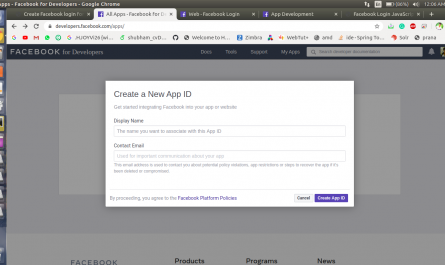 Apps - Facebook for Developers - Google Chrome
12:08 AM
Create Facebook login
All Apps - Facebook for D
Web - Facebook Login
App Development
Facebook Login JavaScri
developers.facebook.com/apps/
shubham_cvD...
Welcome to H...
Zimbra
WebTut+
amd
ide - Spring To...
Solr
prana
FACEBOOK for Developers
Docs Tools Support My Apps Search developer documentation
Create a New App ID
Get started integrating Facebook into your app or website
Display Name
The name you want to associate with this App ID
Contact Email
Used for important communication about your app
This email address is used to contact you about potential policy violations, app restrictions or steps to recover the app if it's
been deleted or compromised.
By proceeding, you agree to the Facebook Platform Policies
Cancel
Create App ID
FACEBOOK Products Programs News